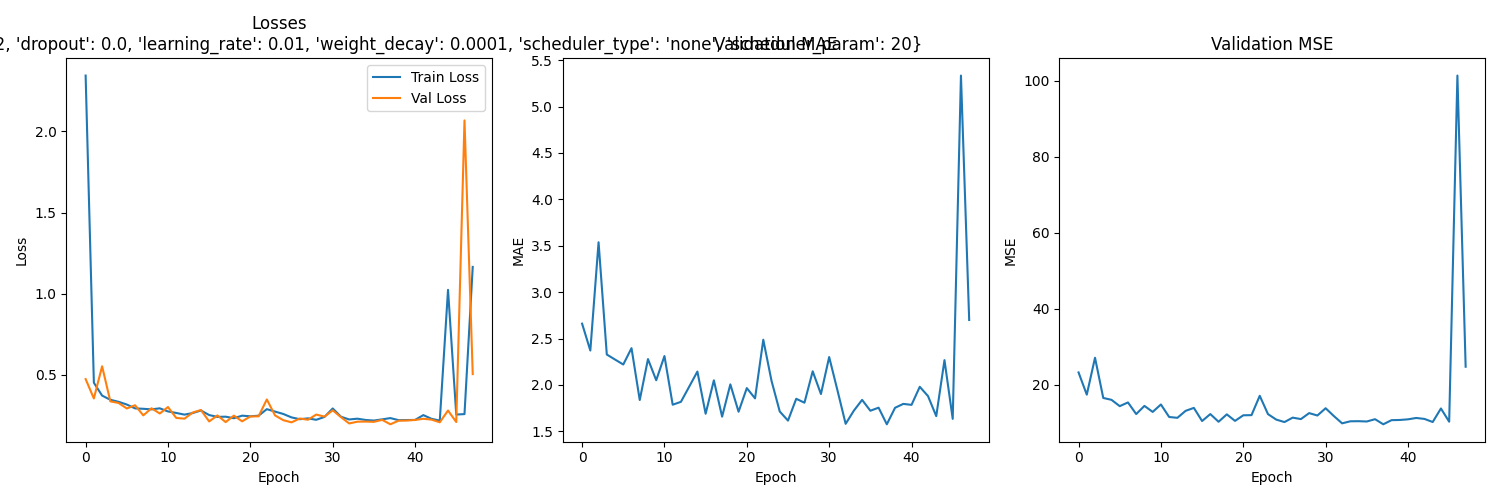 Losses
2, 'dropout': 0.0, 'learning_rate': 0.01, 'weight_decay': 0.0001, 'scheduler_type': 'none', 'scheduler_param': 20}
Train Loss
Val Loss
2.0
1.5
1.0
0.5
Loss
0 10 20 30 40
Epoch
Validation MAE
5.5
5.0
4.5
4.0
3.5
3.0
2.5
2.0
1.5
MAE
0 10 20 30 40
Epoch
Validation MSE
100
80
60
40
20
MSE
0 10 20 30 40
Epoch